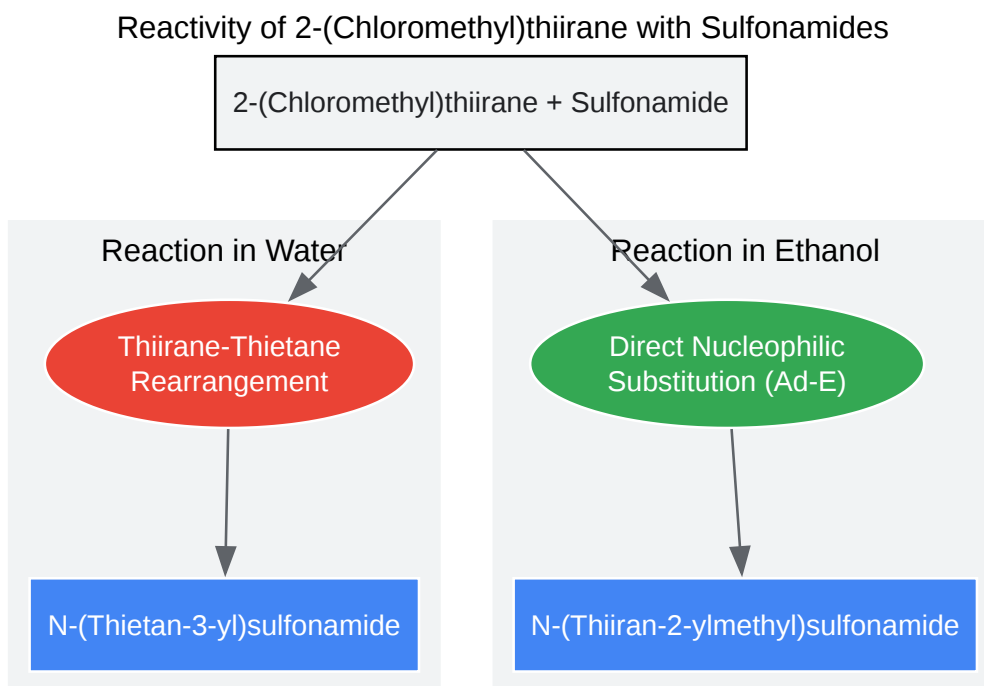 Reactivity of 2-(Chloromethyl)thiirane with Sulfonamides
2-(Chloromethyl)thiirane + Sulfonamide
Reaction in Water
Thiirane-Thietane
Rearrangement
N-(Thietan-3-yl)sulfonamide
Reaction in Ethanol
Direct Nucleophilic
Substitution (Ad-E)
N-(Thiiran-2-ylmethyl)sulfonamide